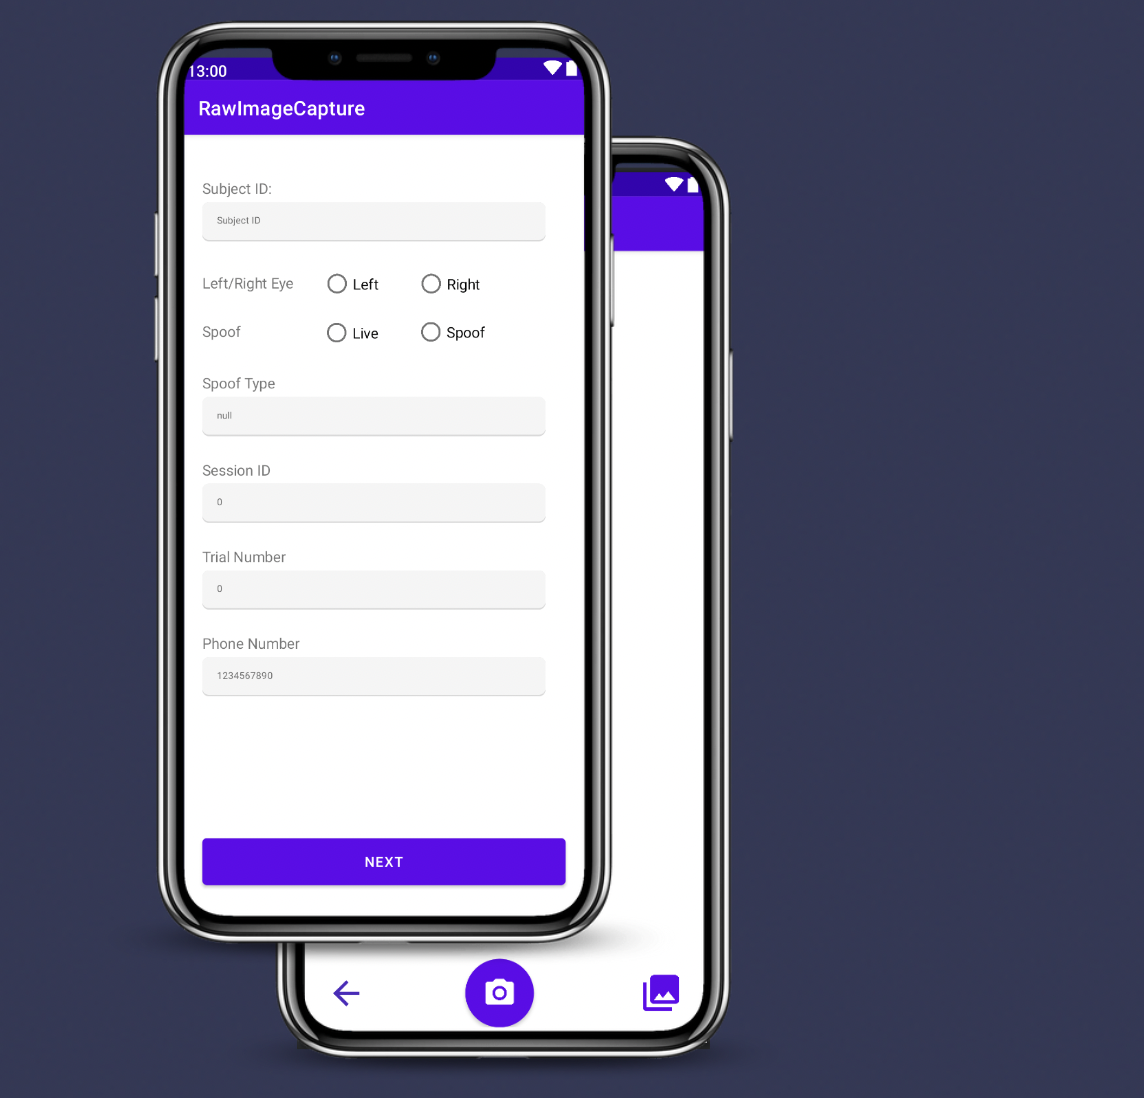 13:00
RawImageCapture
Subject ID:
Subject ID
Left/Right Eye Left Right
Spoof Live Spoof
Spoof Type
null
Session ID
0
Trial Number
0
Phone Number
1234567890
NEXT